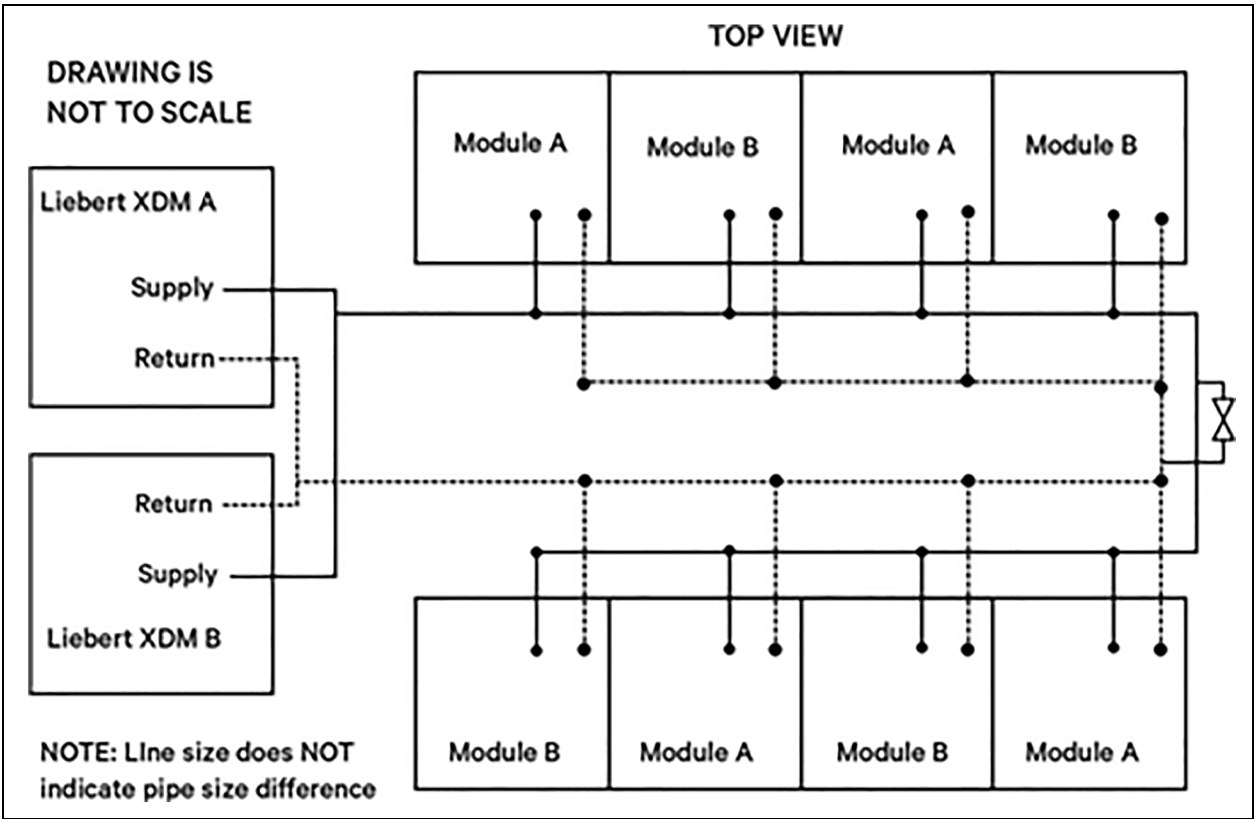 TOP VIEW
DRAWING IS
NOT TO SCALE
Module A
Module B
Module A
Module B
Liebert XDM A
Supply
Return
Return
Supply
Liebert XDM B
Module B
Module A
Module B
Module A
NOTE: LIne size does NOT
indicate pipe size difference